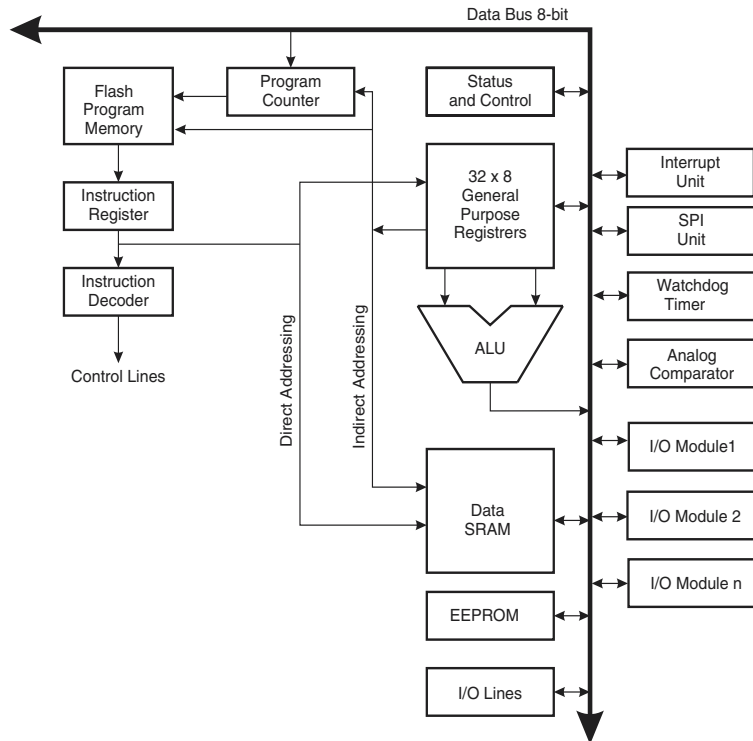 Data Bus 8-bit
Flash
Program
Memory
Program
Counter
Status
and Control
Interrupt
Unit
32 x 8
General
Purpose
Registrers
Instruction
Register
SPI
Unit
Instruction
Decoder
Watchdog
Timer
Direct Addressing
Indirect Addressing
ALU
Analog
Comparator
Control Lines
I/O Module1
Data
SRAM
I/O Module 2
I/O Module n
EEPROM
I/O Lines